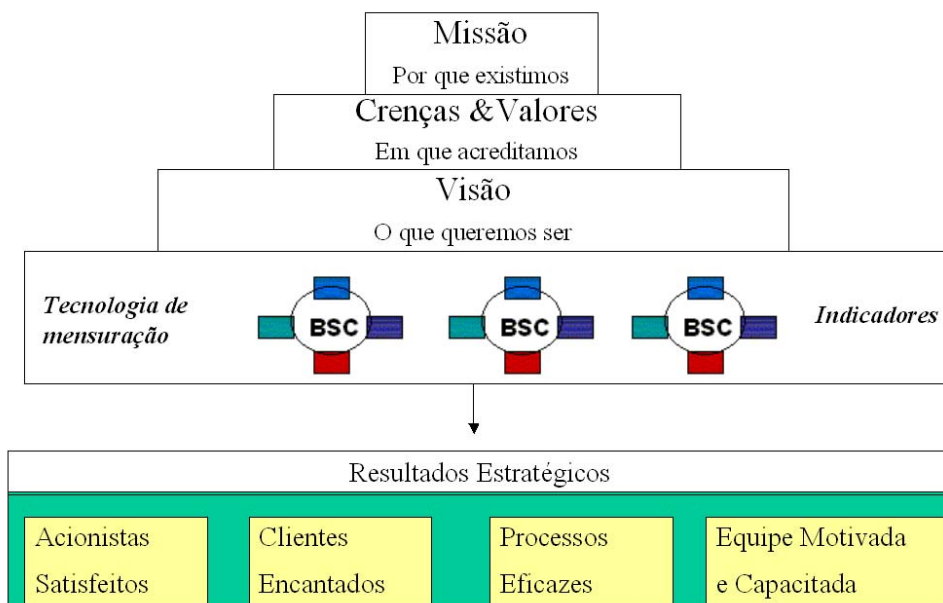 Missão
Por que existimos
Crenças &Valores
Em que acreditamos
Visão
O que queremos ser
Tecnologia de
mensuração
BSC
BSC
BSC
Indicadores
Resultados Estratégicos
Acionistas
Satisfeitos
Clientes
Encantados
Processos
Eficazes
Equipe Motivada
e Capacitada